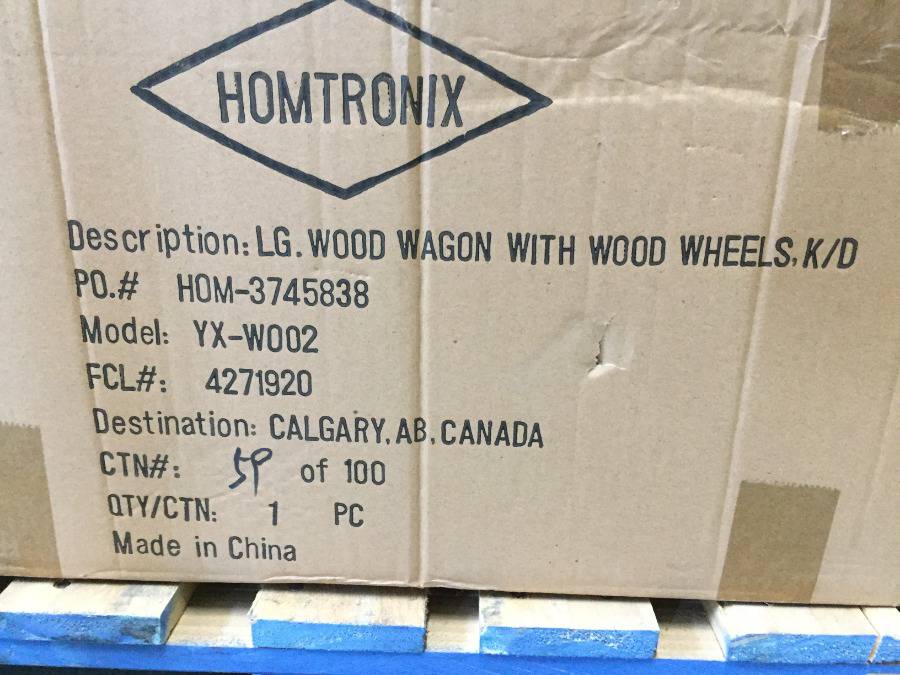 HOMTRONIX
Description: LG. WOOD WAGON WITH WOOD WHEELS, K/D
PO.# HOM-3745838
Model: YX-W002
FCL#: 4271920
Destination: CALGARY, AB, CANADA
CTN#: 59 of 100
QTY/CTN: 1 PC
Made in China